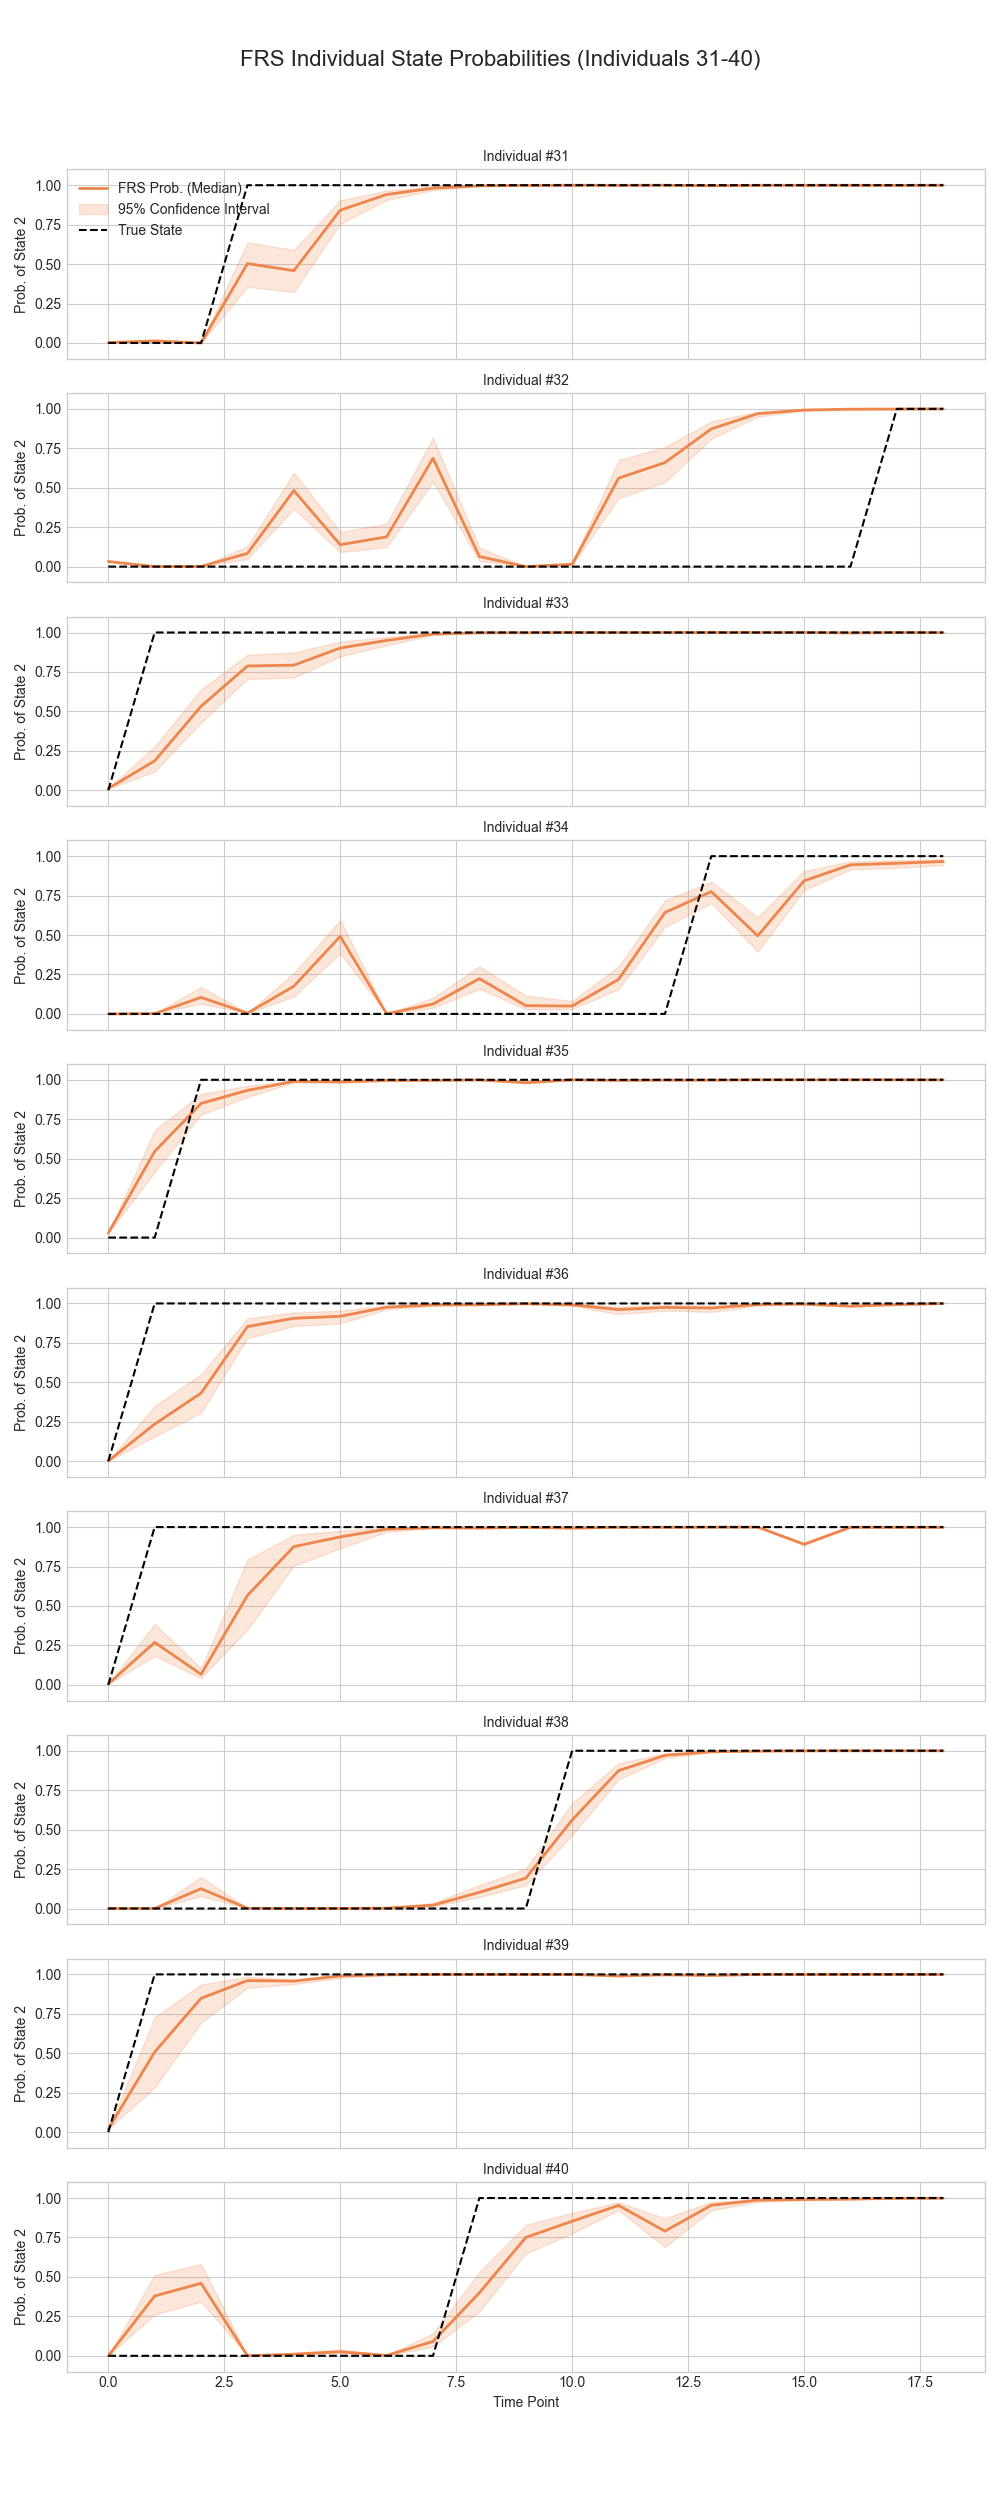 FRS Individual State Probabilities (Individuals 31-40)
Individual #31
FRS Prob. (Median)
95% Confidence Interval
True State
Prob. of State 2
1.00
0.75
0.50
0.25
0.00
Individual #32
Prob. of State 2
1.00
0.75
0.50
0.25
0.00
Individual #33
Prob. of State 2
1.00
0.75
0.50
0.25
0.00
Individual #34
Prob. of State 2
1.00
0.75
0.50
0.25
0.00
Individual #35
Prob. of State 2
1.00
0.75
0.50
0.25
0.00
Individual #36
Prob. of State 2
1.00
0.75
0.50
0.25
0.00
Individual #37
Prob. of State 2
1.00
0.75
0.50
0.25
0.00
Individual #38
Prob. of State 2
1.00
0.75
0.50
0.25
0.00
Individual #39
Prob. of State 2
1.00
0.75
0.50
0.25
0.00
Individual #40
Prob. of State 2
1.00
0.75
0.50
0.25
0.00
0.0 2.5 5.0 7.5 10.0 12.5 15.0 17.5
Time Point